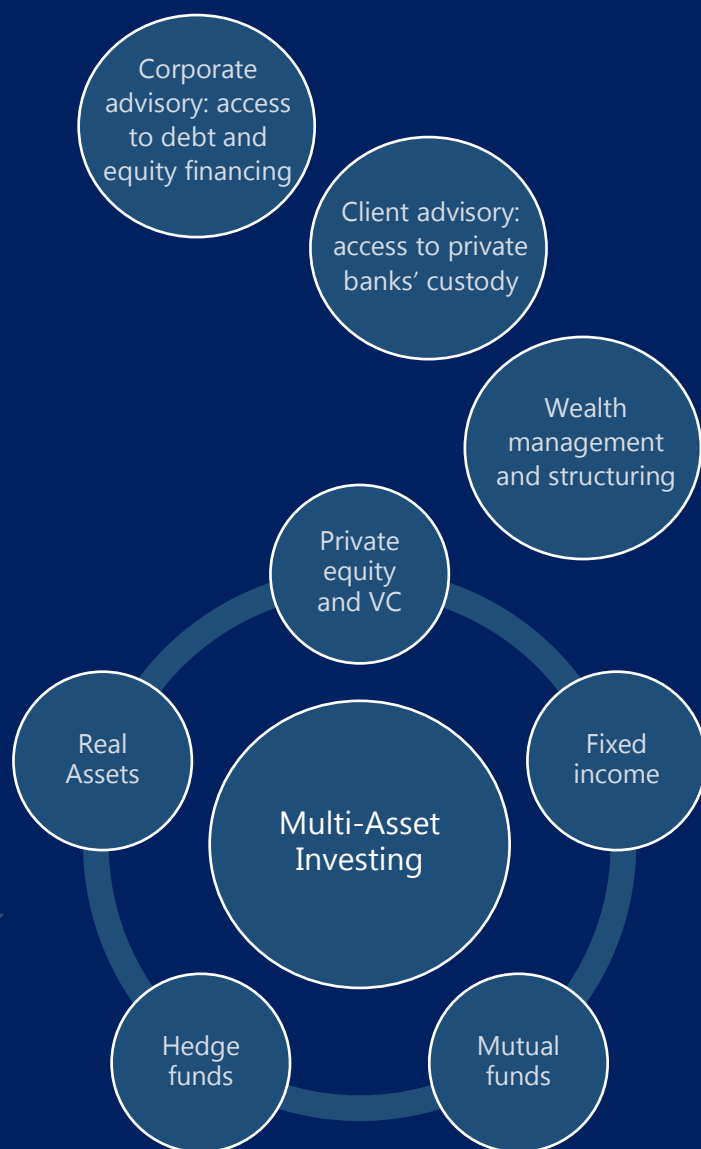 Corporate
advisory: access
to debt and
equity financing
Client advisory:
access to private
banks’ custody
Wealth
management
and structuring
Private
equity
and VC
Real
Assets
Fixed
income
Multi-Asset
Investing
Hedge
funds
Mutual
funds